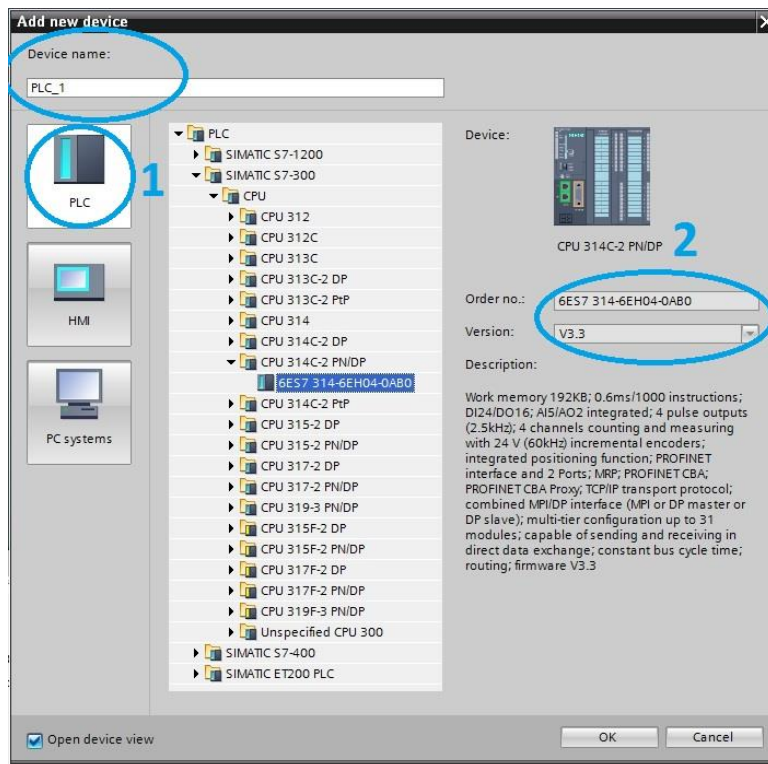 Add new device
Device name:
PLC_1
PLC
1
HMI
PC systems
PLC
SIMATIC S7-1200
SIMATIC S7-300
CPU
CPU 312
CPU 312C
CPU 313C
CPU 313C-2 DP
CPU 313C-2 PtP
CPU 314
CPU 314C-2 DP
CPU 314C-2 PN/DP
6ES7 314-6EH04-0AB0
CPU 314C-2 PtP
CPU 315-2 DP
CPU 315-2 PN/DP
CPU 317-2 DP
CPU 317-2 PN/DP
CPU 319-3 PN/DP
CPU 315F-2 DP
CPU 315F-2 PN/DP
CPU 317F-2 DP
CPU 317F-2 PN/DP
CPU 319F-3 PN/DP
Unspecified CPU 300
SIMATIC S7-400
SIMATIC ET200 PLC
Device:
CPU 314C-2 PN/DP
2
Order no.: 6ES7 314-6EH04-0AB0
Version: V3.3
Description:
Work memory 192KB; 0.6ms/1000 instructions;
DI24/DO16; AI5/AO2 integrated; 4 pulse outputs
(2.5kHz); 4 channels counting and measuring
with 24 V (60kHz) incremental encoders;
integrated positioning function; PROFINET
interface and 2 Ports; MRP; PROFINET CBA;
PROFINET CBA Proxy; TCP/IP transport protocol;
combined MPI/DP interface (MPI or DP master or
DP slave); multi-tier configuration up to 31
modules; capable of sending and receiving in
direct data exchange; constant bus cycle time;
routing; firmware V3.3
Open device view
OK
Cancel